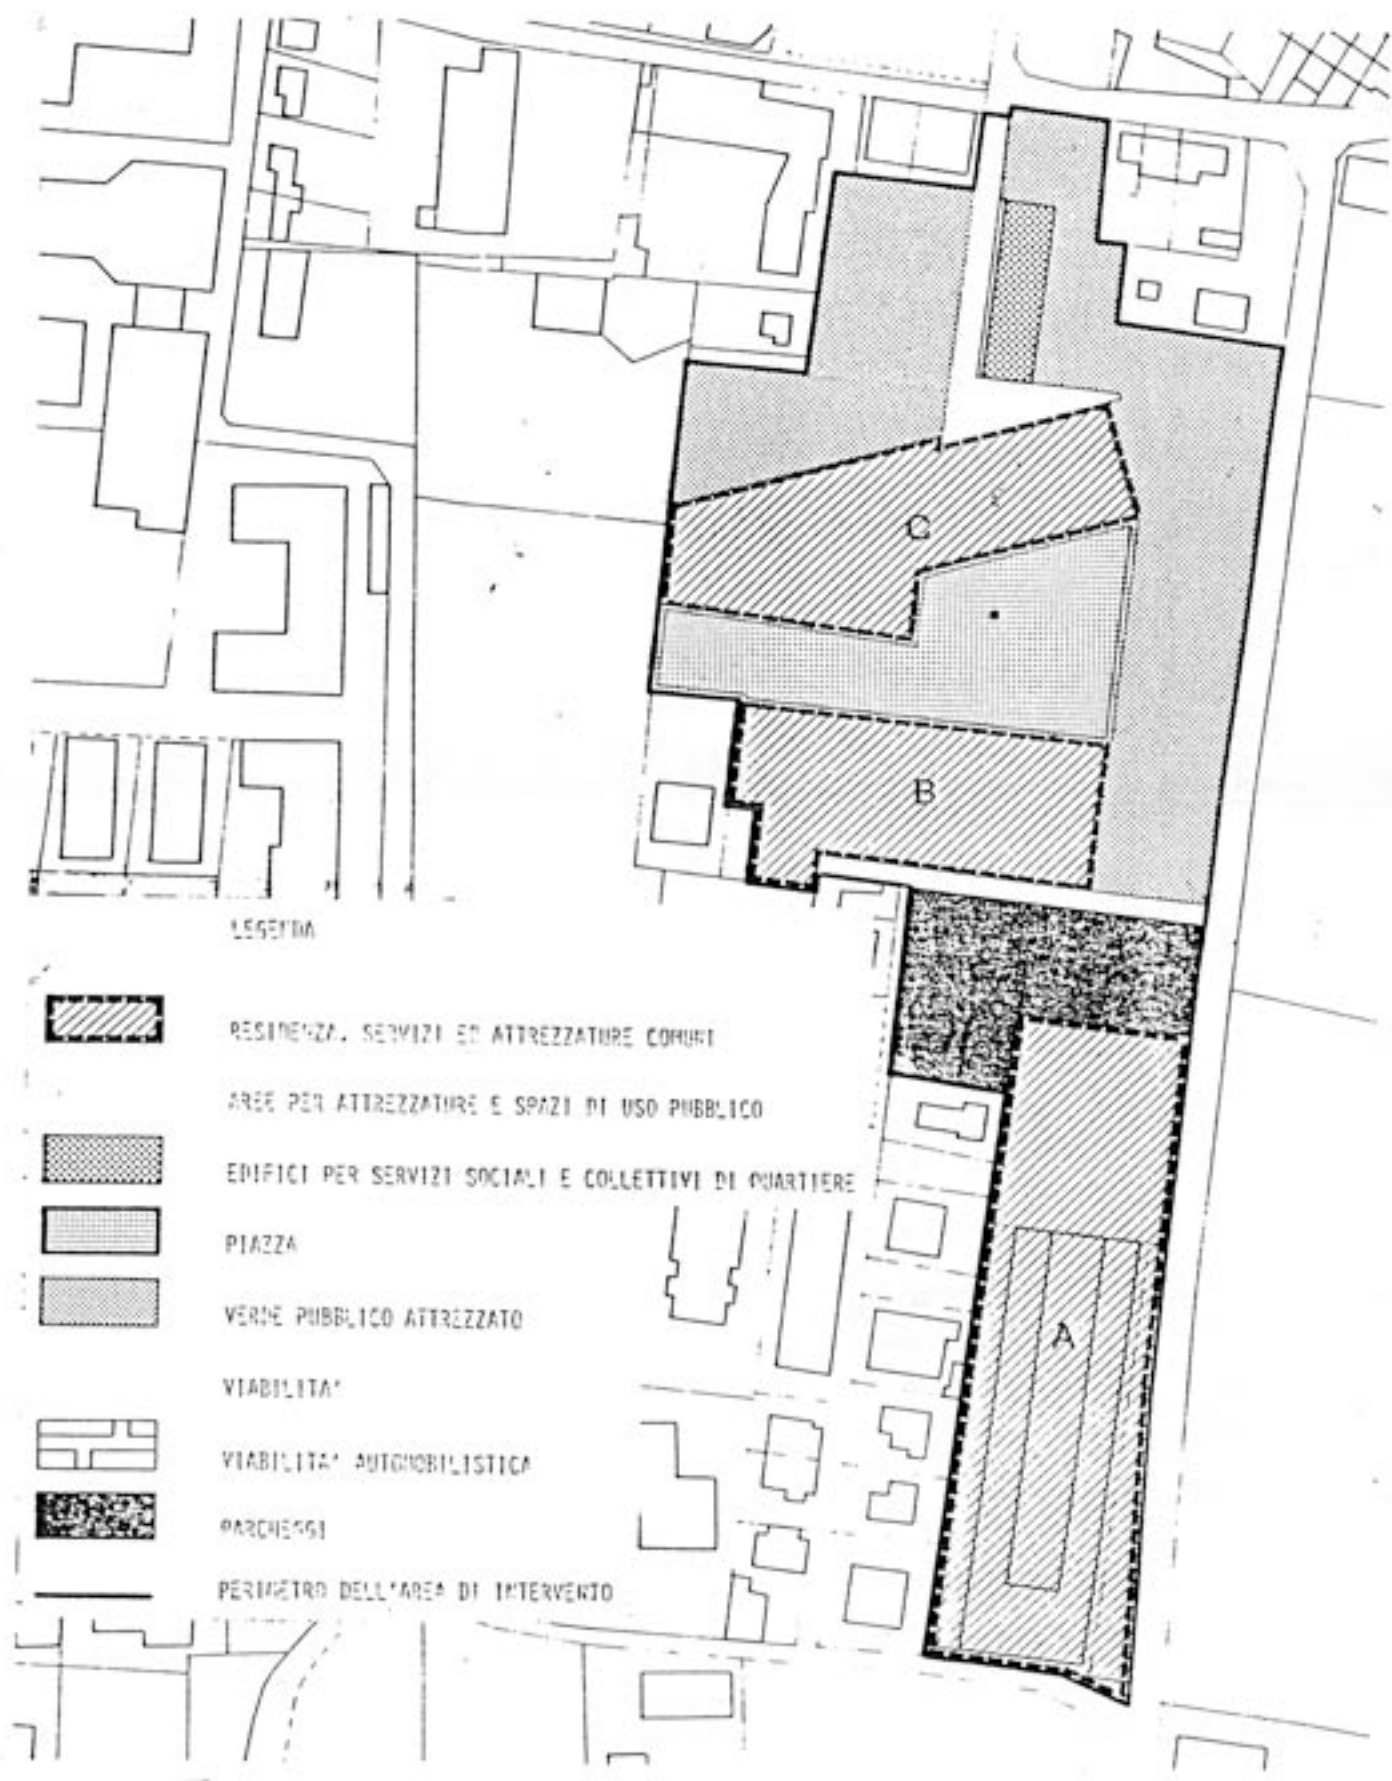 C
B
A
LEGENDA
RESIDENZA, SERVIZI ED ATTREZZATURE COMUNI
AREE PER ATTREZZATURE E SPAZI DI USO PUBBLICO
EDIFICI PER SERVIZI SOCIALI E COLLETTIVI DI QUARTIERE
PIAZZA
VERDE PUBBLICO ATTREZZATO
VIABILITA'
VIABILITA' AUTOMOBILISTICA
PARCHEGGI
PERIMETRO DELL'AREA DI INTERVENTO